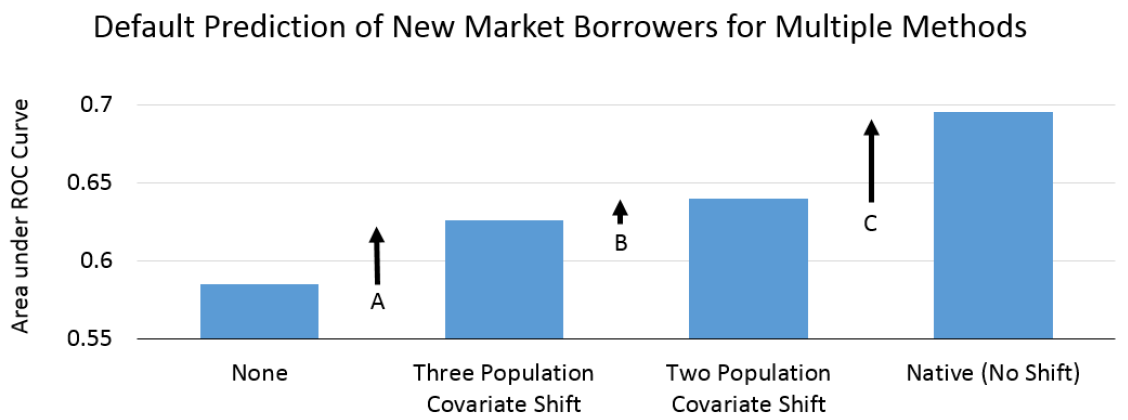 Default Prediction of New Market Borrowers for Multiple Methods
Area under ROC Curve
0.7
0.65
0.6
0.55
A
B
C
None
Three Population
Covariate Shift
Two Population
Covariate Shift
Native (No Shift)